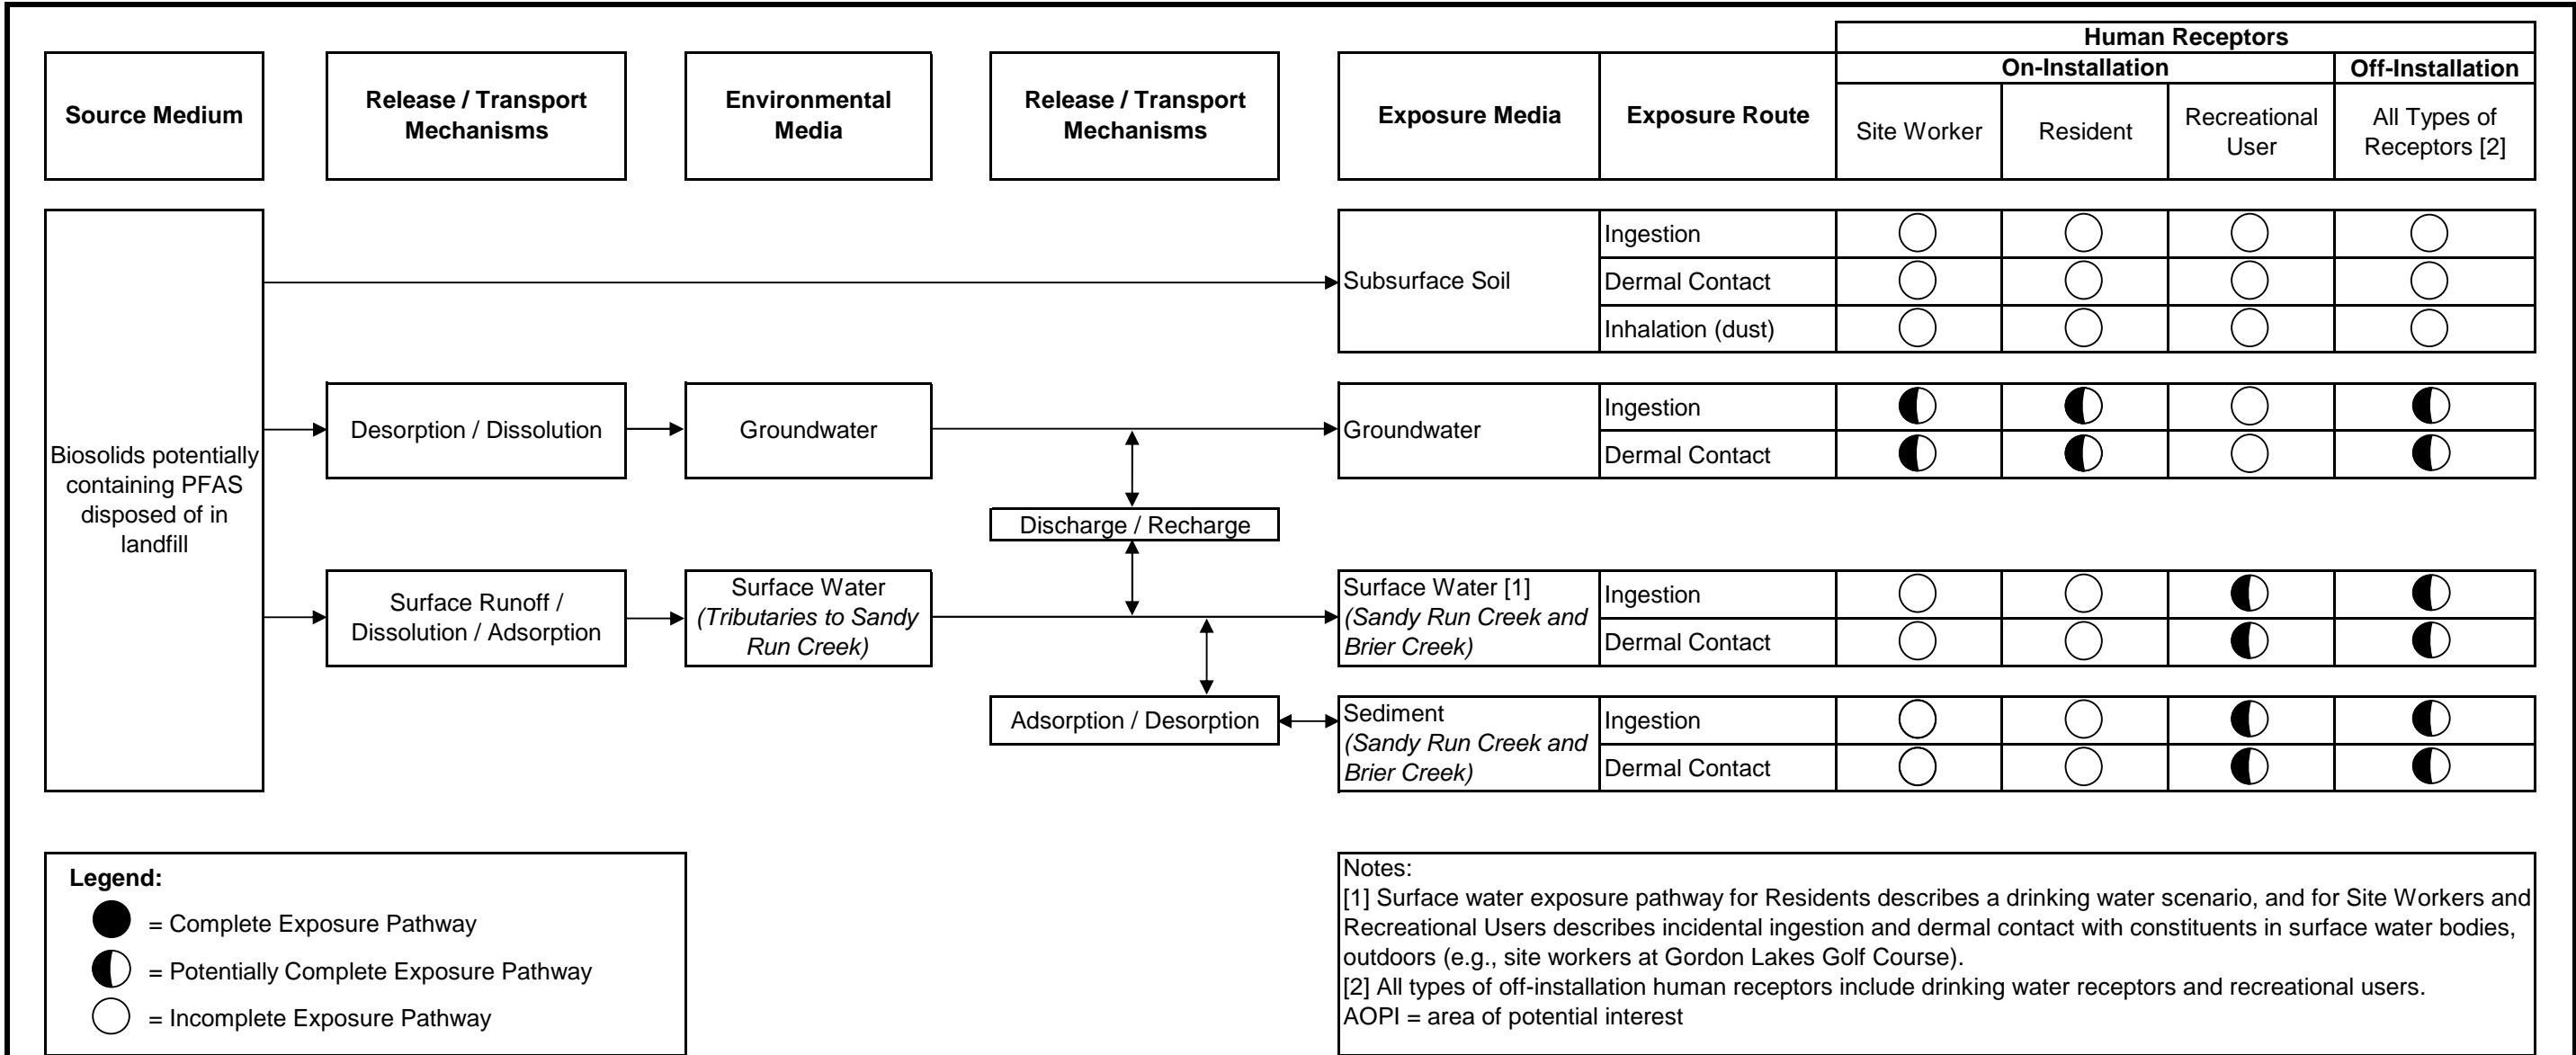 Human Receptors
On-Installation
Off-Installation
Source Medium
Release / Transport
Mechanisms
Environmental
Media
Release / Transport
Mechanisms
Exposure Media
Exposure Route
Site Worker
Resident
Recreational
User
All Types of
Receptors [2]
Biosolids potentially
containing PFAS
disposed of in
landfill
Subsurface Soil
Ingestion
Dermal Contact
Inhalation (dust)
Desorption / Dissolution
Groundwater
Groundwater
Ingestion
Dermal Contact
Discharge / Recharge
Surface Runoff /
Dissolution / Adsorption
Surface Water
(Tributaries to Sandy
Run Creek)
Surface Water [1]
(Sandy Run Creek and
Brier Creek)
Ingestion
Dermal Contact
Adsorption / Desorption
Sediment
(Sandy Run Creek and
Brier Creek)
Ingestion
Dermal Contact
Legend:
= Complete Exposure Pathway
= Potentially Complete Exposure Pathway
= Incomplete Exposure Pathway
Notes:
[1] Surface water exposure pathway for Residents describes a drinking water scenario, and for Site Workers and
Recreational Users describes incidental ingestion and dermal contact with constituents in surface water bodies,
outdoors (e.g., site workers at Gordon Lakes Golf Course).
[2] All types of off-installation human receptors include drinking water receptors and recreational users.
AOPI = area of potential interest